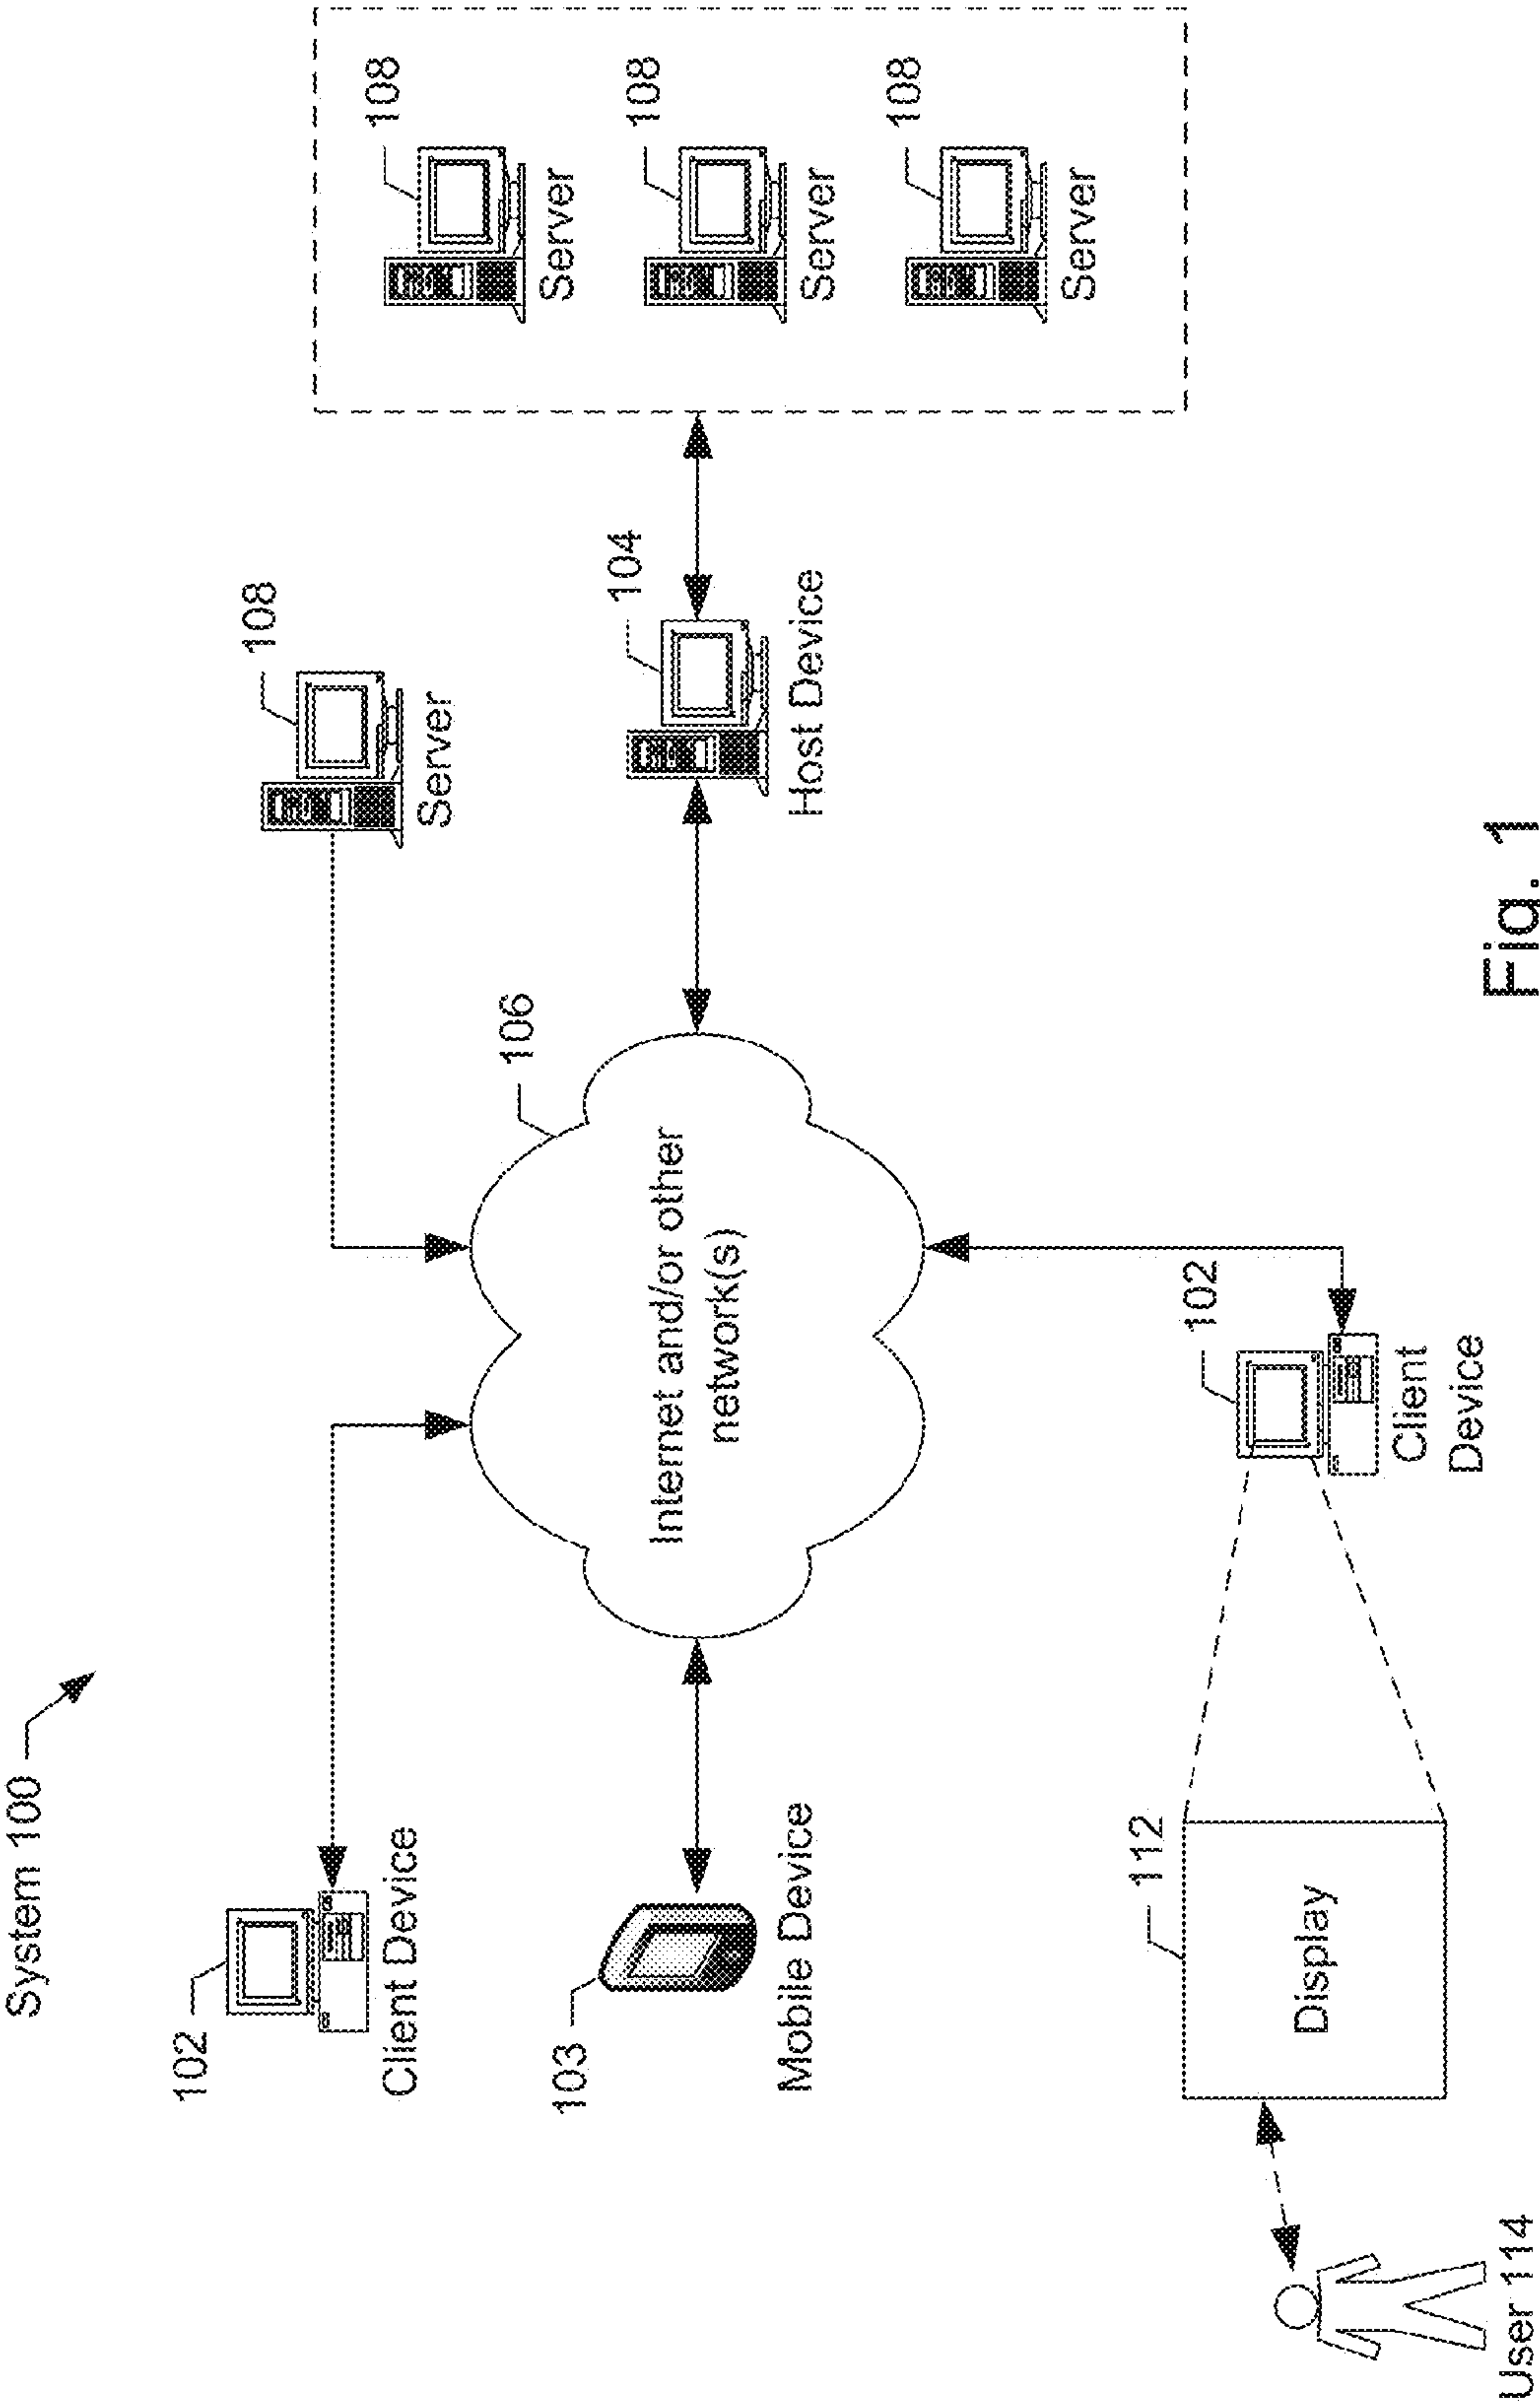 System 100
102
Client Device
108
Server
106
Internet and/or other
network(s)
103
Mobile Device
104
Host Device
108
Server
108
Server
108
Server
112
Display
102
Client
Device
User 114
Fig. 1